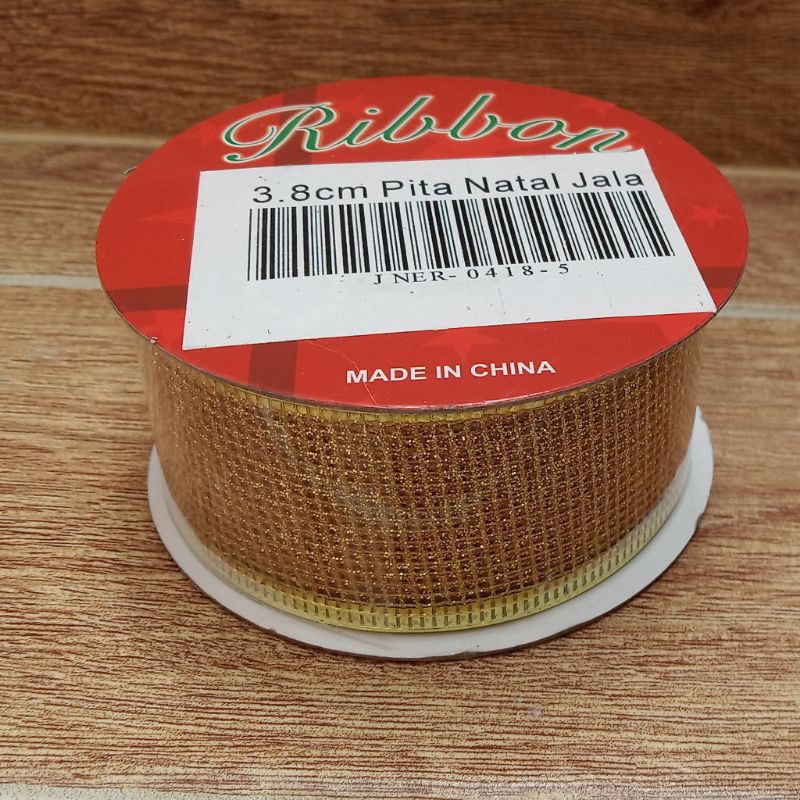 Ribbon
3.8cm Pita Natal Jala
JNER-0418-5
MADE IN CHINA